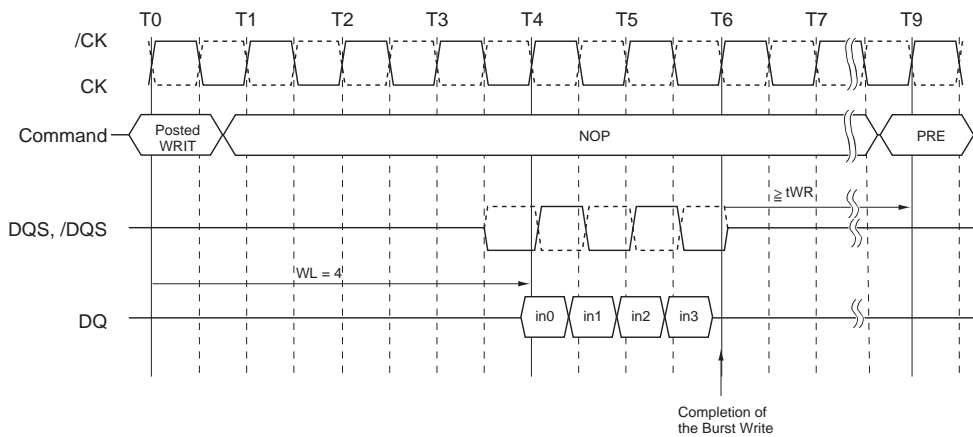 T0 T1 T2 T3 T4 T5 T6 T7 T9
/CK
CK
Command
Posted
WRIT
NOP
PRE
≧ tWR
DQS, /DQS
WL = 4
DQ
in0 in1 in2 in3
Completion of
the Burst Write